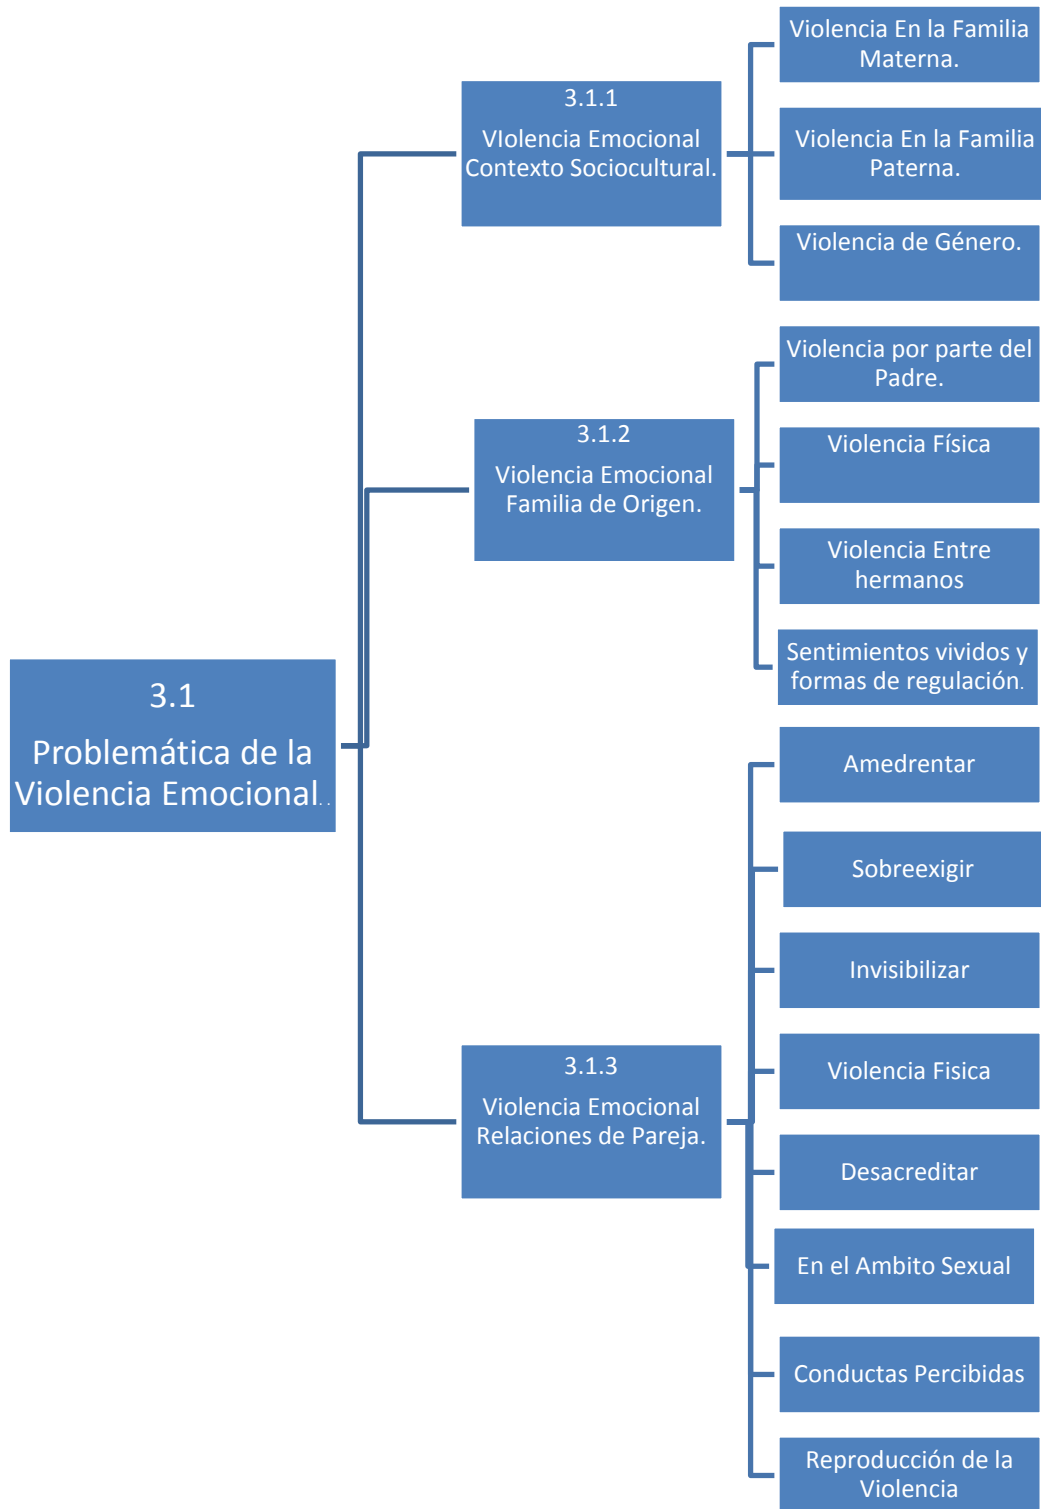 3.1
Problemática de la
Violencia Emocional. .
3.1.1
VIolencia Emocional
Contexto Sociocultural.
Violencia En la Familia
Materna.
Violencia En la Familia
Paterna.
Violencia de Género.
3.1.2
Violencia Emocional
Familia de Origen.
Violencia por parte del
Padre.
Violencia Física
Violencia Entre
hermanos
Sentimientos vividos y
formas de regulación.
3.1.3
Violencia Emocional
Relaciones de Pareja.
Amedrentar
Sobreexigir
Invisibilizar
Violencia Fisica
Desacreditar
En el Ambito Sexual
Conductas Percibidas
Reproducción de la
Violencia